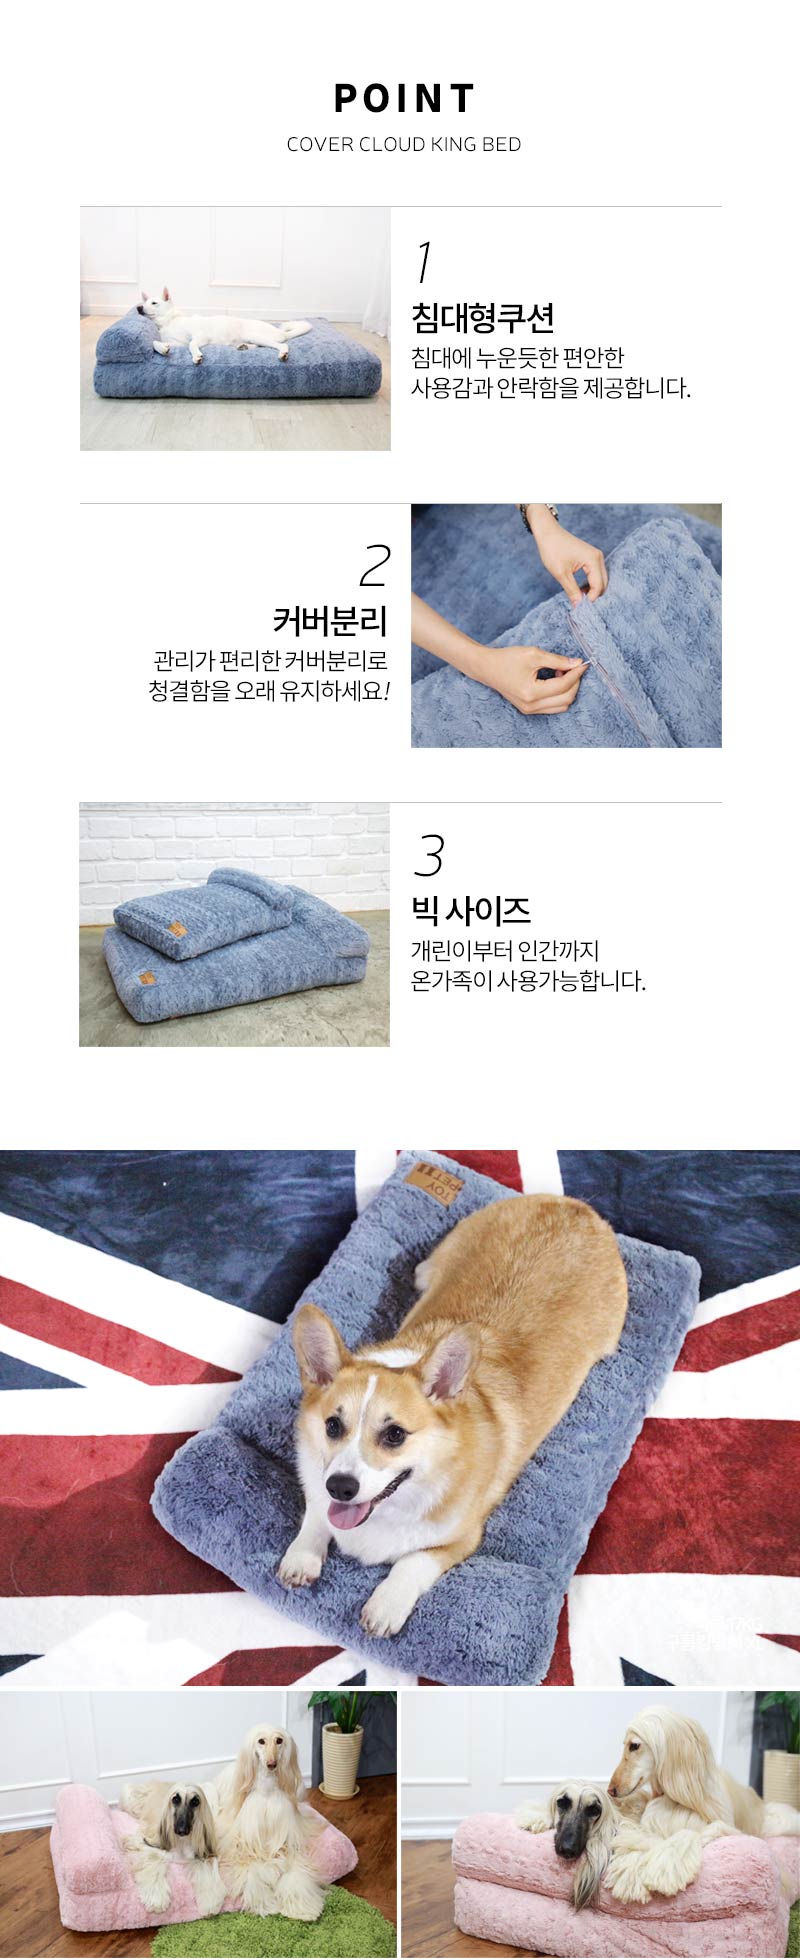 POINT
COVER CLOUD KING BED
1
침대형쿠션
침대에 누운듯한 편안한
사용감과 안락함을 제공합니다.
2
커버분리
관리가 편리한 커버분리로
청결함을 오래 유지하세요!
3
빅 사이즈
개린이부터 인간까지
온가족이 사용가능합니다.
TOY
PET